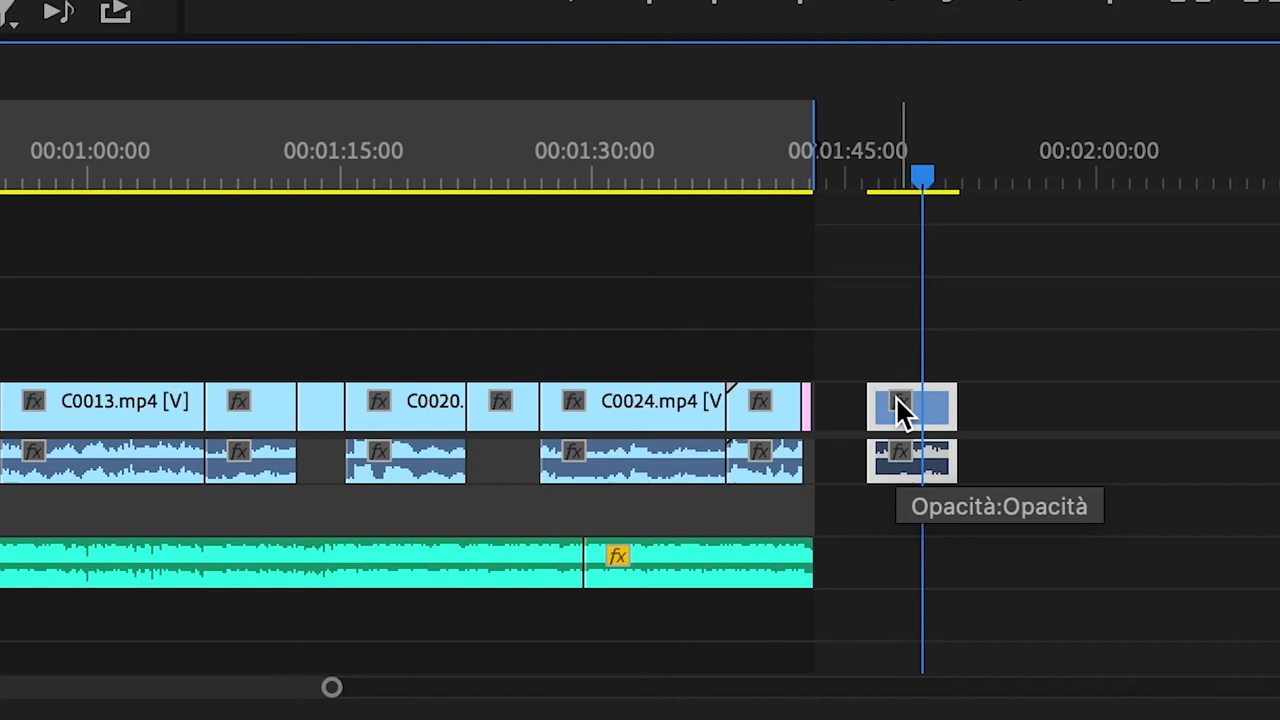 00:01:00:00 00:01:15:00 00:01:30:00 00:01:45:00 00:02:00:00
fx C0013.mp4 [V] fx fx C0020. fx fx C0024.mp4 [V fx fx
fx fx fx fx fx fx
Opacità:Opacità
fx